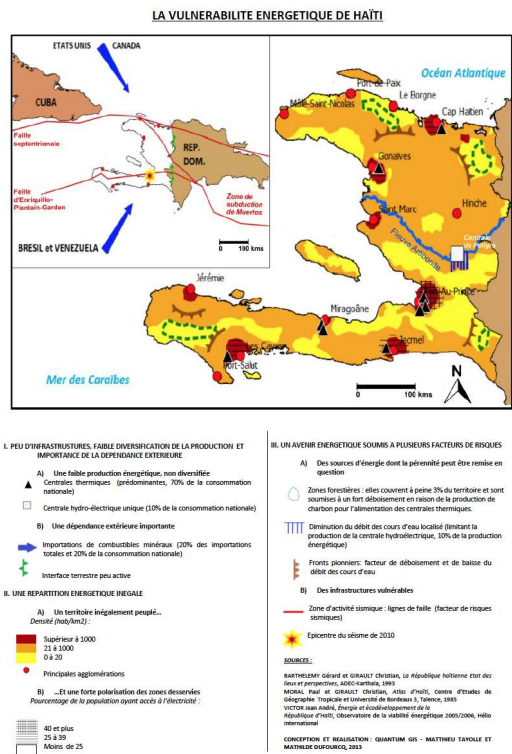 LA VULNERABILITE ENERGETIQUE DE HAÏTI
ETATS UNIS
CANADA
CUBA
Faille
septentrionale
REP.
DOM.
Faille
d'Enriquillo-
Plantain-Garden
Zone de
subduction
de Muertos
BRESIL et VENEZUELA
0 100 kms
Océan Atlantique
Port-de-Paix
Le Borgne
Môle-Saint-Nicolas
Cap Haïtien
Gonaïves
Hinche
Saint Marc
Fleuve Artibonite
Centrale
de Péligre
Port-Au-Prince
Jérémie
Miragoâne
Les Cayes
Jacmel
Port-Salut
Mer des Caraïbes
N
0 100 kms
I. PEU D'INFRASTRUSTURES, FAIBLE DIVERSIFICATION DE LA PRODUCTION ET
IMPORTANCE DE LA DEPENDANCE EXTERIEURE
A) Une faible production énergétique, non diversifiée
Centrales thermiques (prédominantes, 70% de la consommation
nationale)
Centrale hydro-électrique unique (10% de la consommation nationale)
B) Une dépendance extérieure importante
Importations de combustibles minéraux (20% des importations
totales et 20% de la consommation nationale)
Interface terrestre peu active
II. UNE REPARTITION ENERGETIQUE INEGALE
A) Un territoire inégalement peuplé...
Densité (hab/km2) :
Supérieur à 1000
21 à 1000
0 à 20
Principales agglomérations
B) ...Et une forte polarisation des zones desservies
Pourcentage de la population ayant accès à l'électricité :
40 et plus
25 à 39
Moins de 25
III. UN AVENIR ENERGETIQUE SOUMIS A PLUSIEURS FACTEURS DE RISQUES
A) Des sources d'énergie dont la pérennité peut être remise en
question
Zones forestières : elles couvrent à peine 3% du territoire et sont
soumises à un fort déboisement en raison de la production de
charbon pour l'alimentation des centrales thermiques.
Diminution du débit des cours d'eau localisé (limitant la
production de la centrale hydroélectrique, 10% de la production
énergétique)
Fronts pionniers: facteur de déboisement et de baisse du
débit des cours d'eau
B) Des infrastructures vulnérables
Zone d'activité sismique : lignes de faille (facteur de risques
sismiques)
Epicentre du séisme de 2010
SOURCES :
BARTHELEMY Gérard et GIRAULT Christian, La République haïtienne Etat des
lieux et perspectives, ADEC-Karthala, 1993
MORAL Paul et GIRAULT Christian, Atlas d'Haïti, Centre d'Etudes de
Géographie Tropicale et Université de Bordeaux 3, Talence, 1985
VICTOR Jean André, Énergie et écodéveloppement de la
République d'Haïti, Observatoire de la viabilité énergétique 2005/2006, Hélio
international
CONCEPTION ET REALISATION : QUANTUM GIS - MATTHIEU TAYOLLE ET
MATHILDE DUFOURCQ, 2013